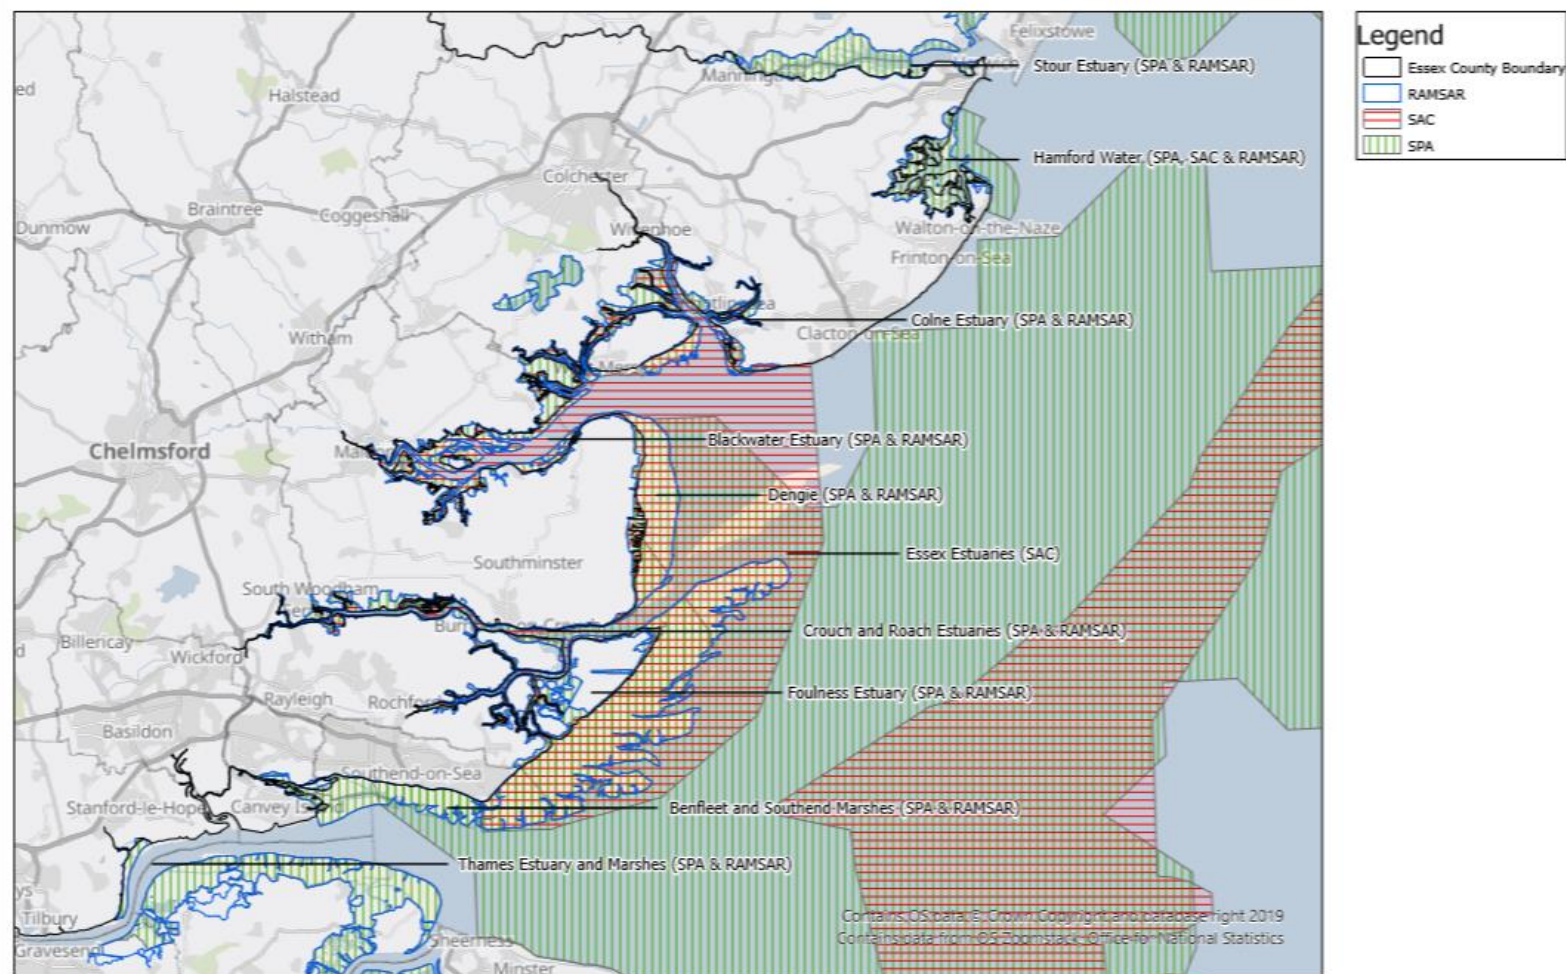 Felixstowe
Legend
Stour Estuary (SPA & RAMSAR)
Essex County Boundary
Halstead
RAMSAR
SAC
SPA
Hamford Water (SPA, SAC & RAMSAR)
Colchester
Braintree
Coggeshall
Dunmow
Wivenhoe
Walton-on-the-Naze
Frinton-on-Sea
Colne Estuary (SPA & RAMSAR)
Clacton-on-Sea
Witham
Chelmsford
Blackwater Estuary (SPA & RAMSAR)
Dengie (SPA & RAMSAR)
Essex Estuaries (SAC)
Southminster
South Woodham
Crouch and Roach Estuaries (SPA & RAMSAR)
Billericay
Wickford
Foulness Estuary (SPA & RAMSAR)
Rayleigh
Rochford
Basildon
Southend-on-Sea
Stanford-le-Hope
Canvey Island
Benfleet and Southend Marshes (SPA & RAMSAR)
Thames Estuary and Marshes (SPA & RAMSAR)
Tilbury
Contains OS data © Crown Copyright and database right 2019
Contains data from OS Zoomstack, Office for National Statistics
Gravesend
Sheerness
Minster